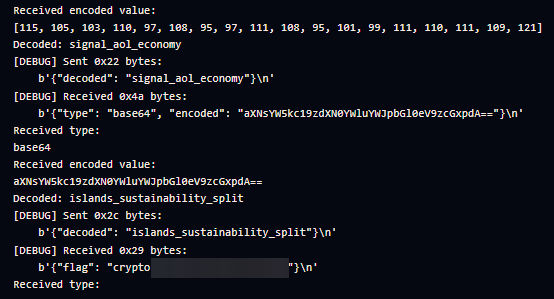 Received encoded value:
[115, 105, 103, 110, 97, 108, 95, 97, 111, 108, 95, 101, 99, 111, 110, 111, 109, 121]
Decoded: signal_aol_economy
[DEBUG] Sent 0x22 bytes:
b'{"decoded": "signal_aol_economy"}\n'
[DEBUG] Received 0x4a bytes:
b'{"type": "base64", "encoded": "aXNsYW5kc19zdXN0YWluYWJpbGl0eV9zcGxpdA=="}\n'
Received type:
base64
Received encoded value:
aXNsYW5kc19zdXN0YWluYWJpbGl0eV9zcGxpdA==
Decoded: islands_sustainability_split
[DEBUG] Sent 0x2c bytes:
b'{"decoded": "islands_sustainability_split"}\n'
[DEBUG] Received 0x29 bytes:
b'{"flag": "crypto "}\n'
Received type: